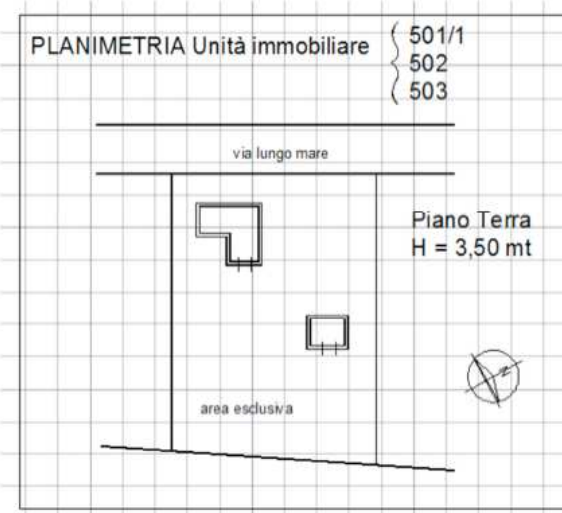 PLANIMETRIA Unità immobiliare
501/1
502
503
via lungo mare
Piano Terra
H = 3,50 mt
N
area esclusiva